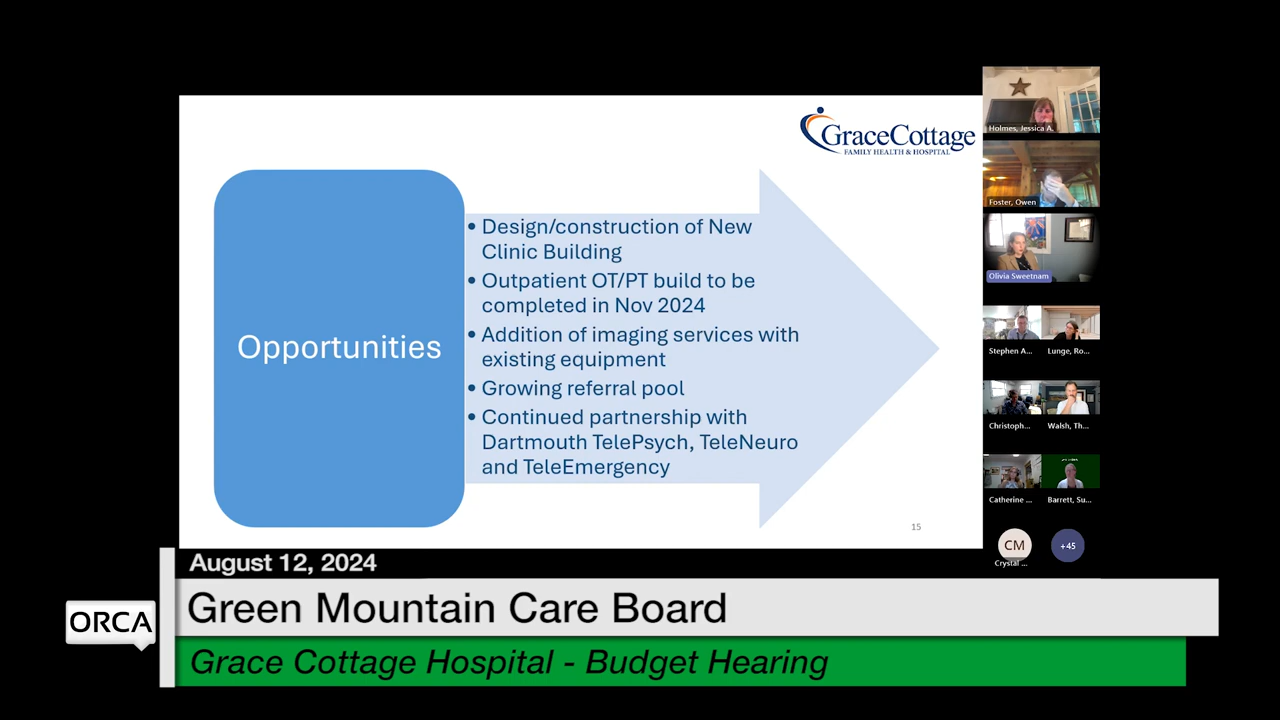 GraceCottage
FAMILY HEALTH & HOSPITAL
Opportunities
• Design/construction of New
Clinic Building
• Outpatient OT/PT build to be
completed in Nov 2024
• Addition of imaging services with
existing equipment
• Growing referral pool
• Continued partnership with
Dartmouth TelePsych, TeleNeuro
and TeleEmergency
15
Holmes, Jessica A.
Foster, Owen
Olivia Sweetnam
Stephen A...
Lunge, Ro...
Christoph...
Walsh, Th...
Catherine ...
Barrett, Su...
CM
+45
Crystal ...
August 12, 2024
ORCA
Green Mountain Care Board
Grace Cottage Hospital - Budget Hearing